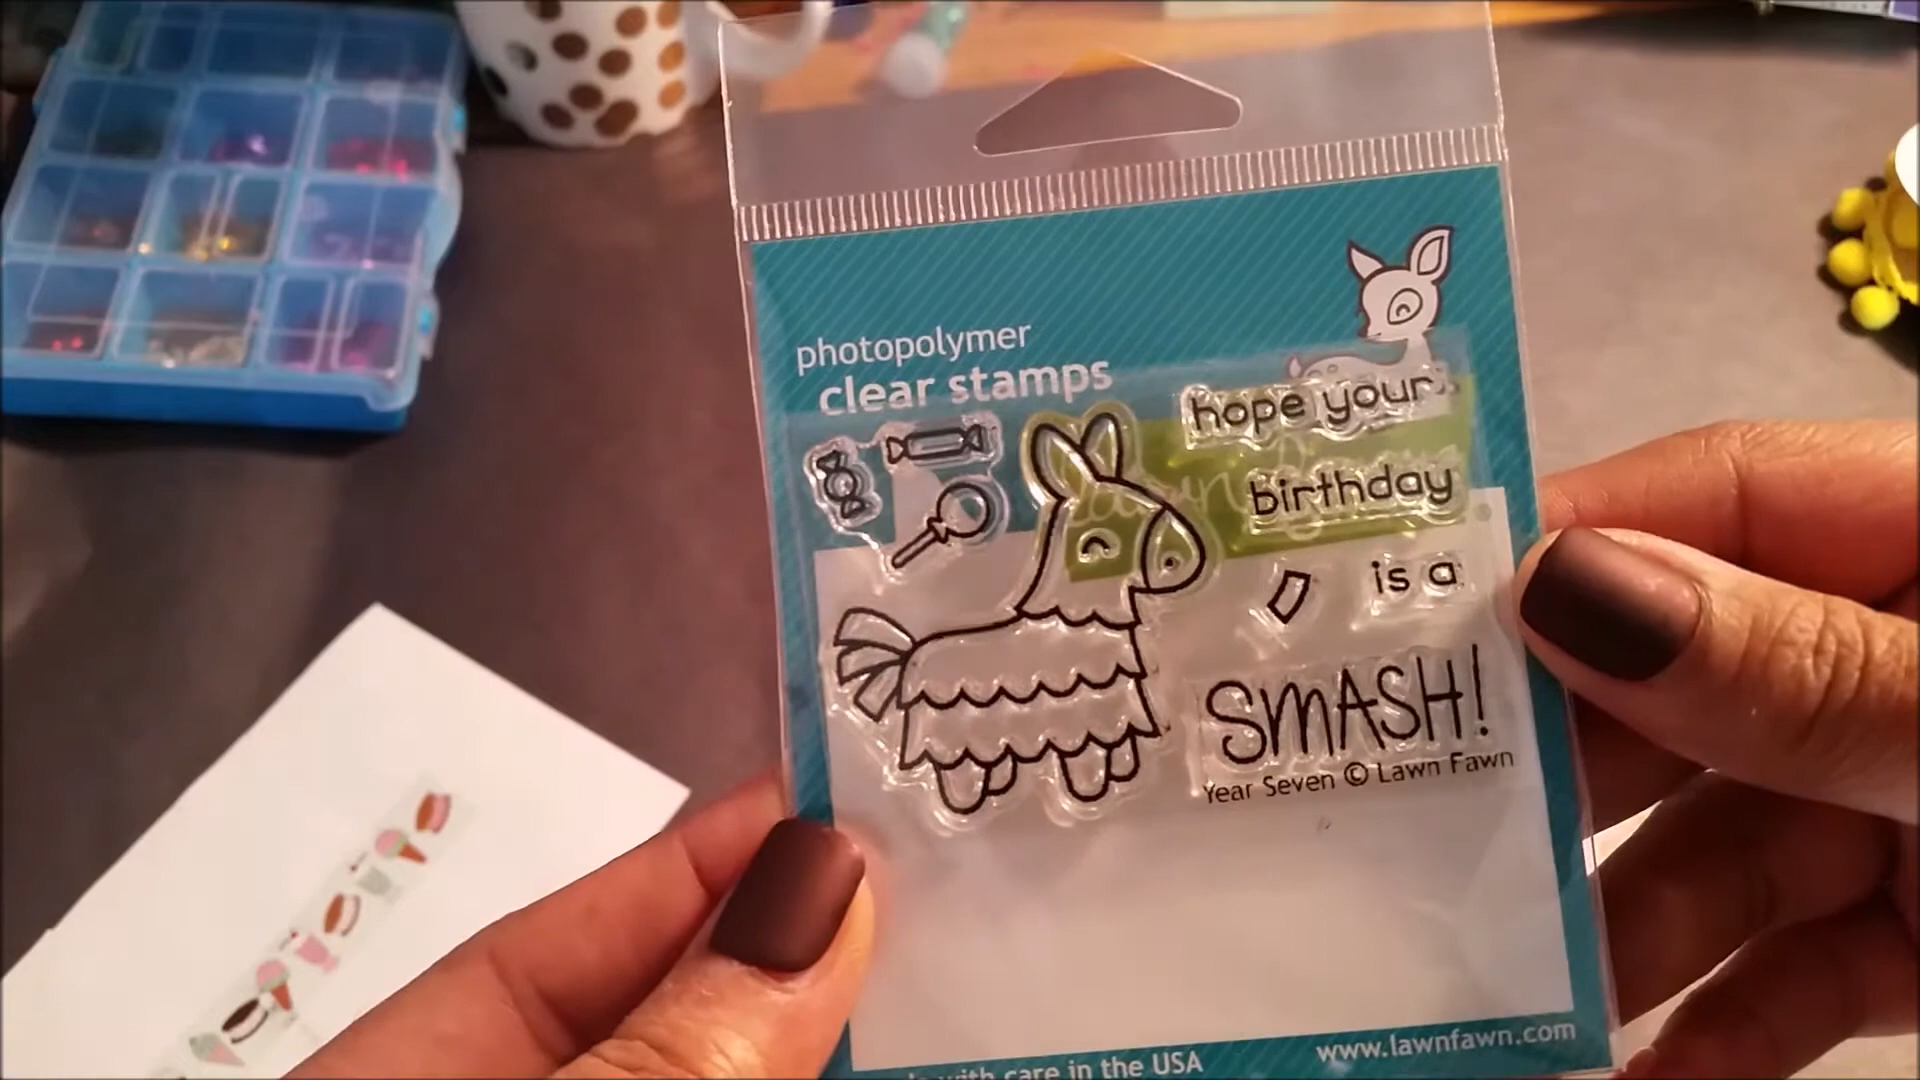 photopolymer
clear stamps
hope your
birthday
is a
SMASH!
Year Seven © Lawn Fawn
with care in the USA
www.lawnfawn.com